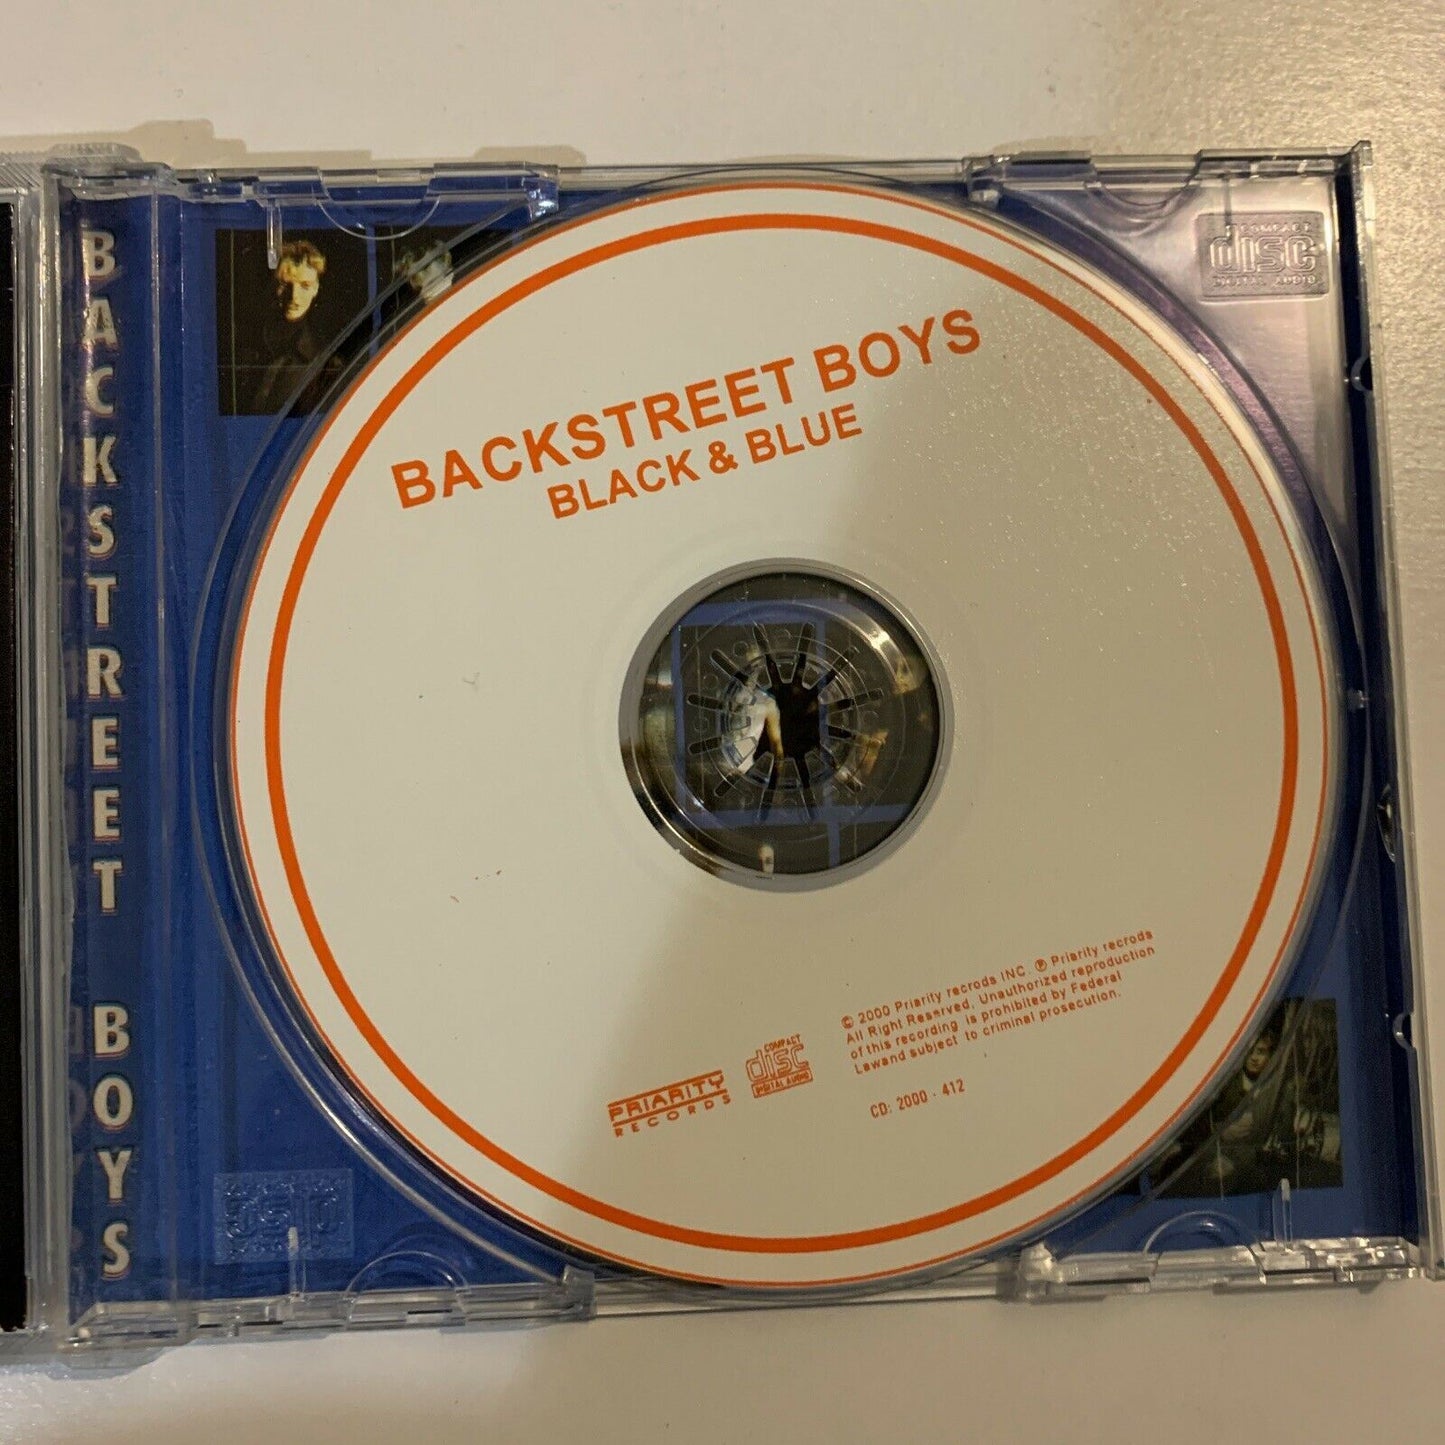 BACKSTREET BOYS
BACKSTREET BOYS
BLACK & BLUE
COMPACT
disc
DIGITAL AUDIO
© 2000 Priarity recrods INC. ℗ Priarity recrods
All Right Reserved. Unauthorized reproduction
of this recording is prohibited by Federal
Lawand subject to criminal prosecution.
CD: 2000 · 412
COMPACT
disc
DIGITAL AUDIO
PRIARITY
RECORDS